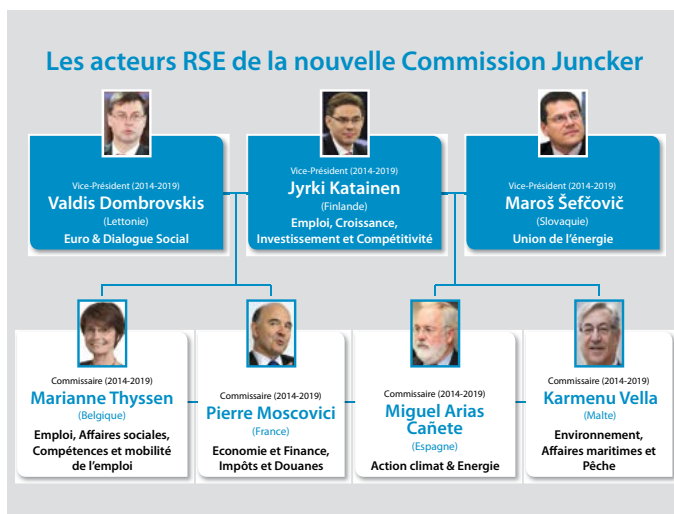 Les acteurs RSE de la nouvelle Commission Juncker
Vice-Président (2014-2019)
Valdis Dombrovskis
(Lettonie)
Euro & Dialogue Social
Vice-Président (2014-2019)
Jyrki Katainen
(Finlande)
Emploi, Croissance,
Investissement et Compétitivité
Vice-Président (2014-2019)
Maroš Šefčovič
(Slovaquie)
Union de l'énergie
Commissaire (2014-2019)
Marianne Thyssen
(Belgique)
Emploi, Affaires sociales,
Compétences et mobilité
de l'emploi
Commissaire (2014-2019)
Pierre Moscovici
(France)
Economie et Finance,
Impôts et Douanes
Commissaire (2014-2019)
Miguel Arias
Cañete
(Espagne)
Action climat & Energie
Commissaire (2014-2019)
Karmenu Vella
(Malte)
Environnement,
Affaires maritimes et
Pêche